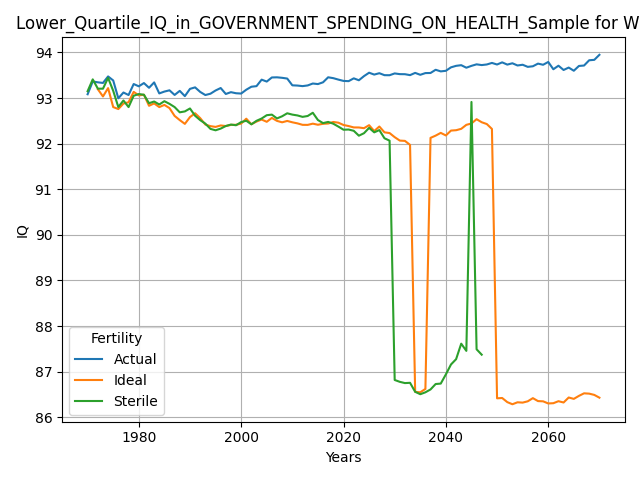 Lower_Quartile_IQ_in_GOVERNMENT_SPENDING_ON_HEALTH_Sample for W
94
93
92
91
90
89
88
87
86
IQ
Fertility
Actual
Ideal
Sterile
1980 2000 2020 2040 2060
Years